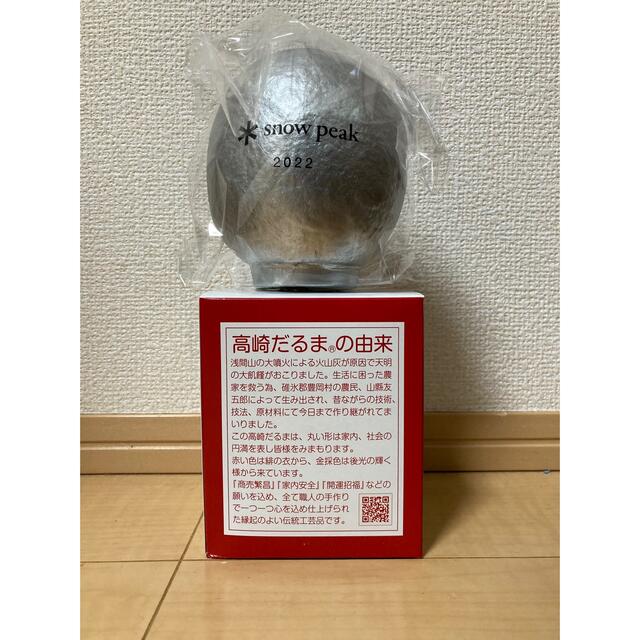 snow peak
2022
高崎だるま®の由来
浅間山の大噴火による火山灰が原因で天明
の大飢饉がおこりました。生活に困った農
家を救う為、碓氷郡豊岡村の農民、山縣友
五郎によって生み出され、昔ながらの技術、
技法、原材料にて今日まで作り継がれてま
いりました。
この高崎だるまは、丸い形は家内、社会の
円満を表し皆様をみまもります。
赤い色は緋の衣から、金採色は後光の輝く
様から来ています。
「商売繁昌」「家内安全」「開運招福」などの
願いを込め、全て職人の手作り
で一つ一つ心を込め仕上げられ
た縁起のよい伝統工芸品です。